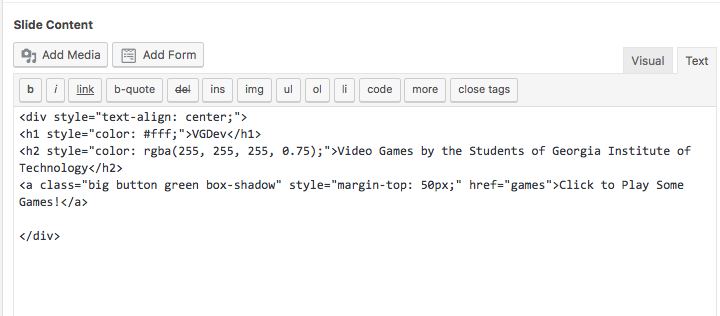 Slide Content
Add Media Add Form
Visual Text
b i link b-quote del ins img ul ol li code more close tags
<div style="text-align: center;">
<h1 style="color: #fff;">VGDev</h1>
<h2 style="color: rgba(255, 255, 255, 0.75);">Video Games by the Students of Georgia Institute of
Technology</h2>
<a class="big button green box-shadow" style="margin-top: 50px;" href="games">Click to Play Some
Games!</a>
</div>